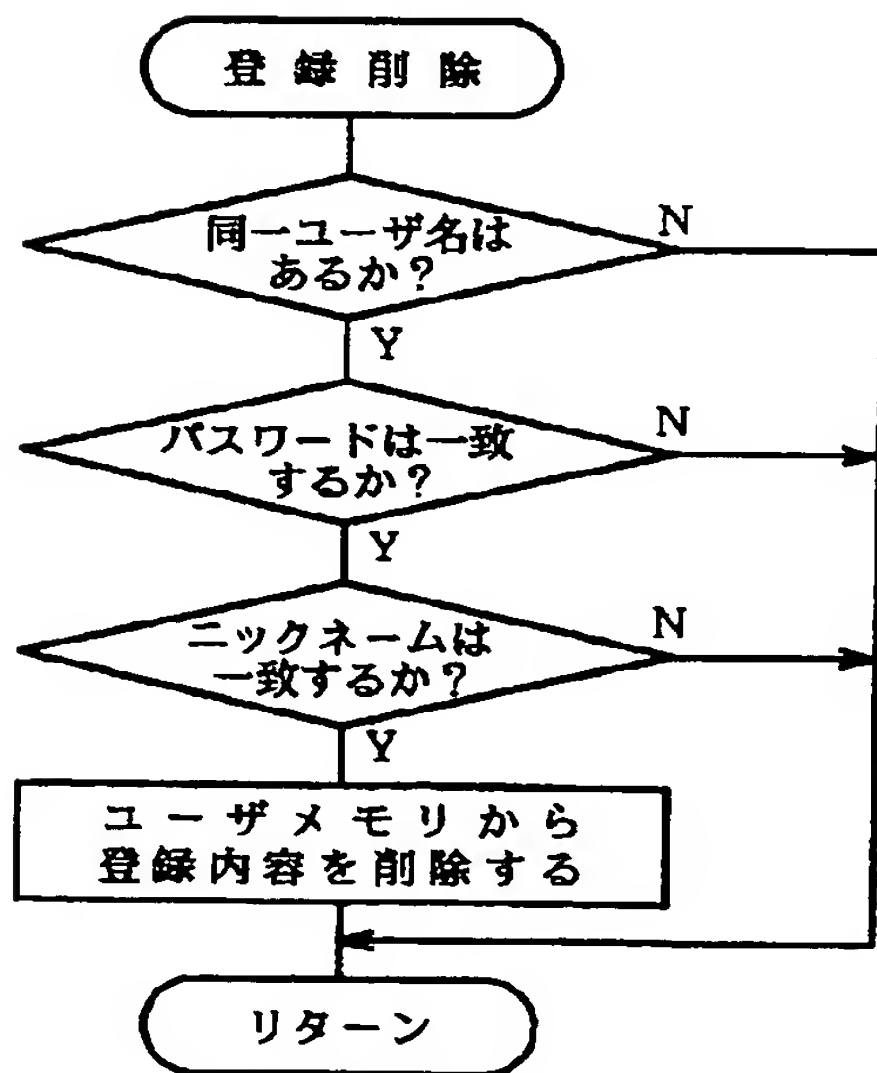 登録削除
同一ユーザ名は
あるか？
N
Y
パスワードは一致
するか？
N
Y
ニックネームは
一致するか？
N
Y
ユーザメモリから
登録内容を削除する
リターン